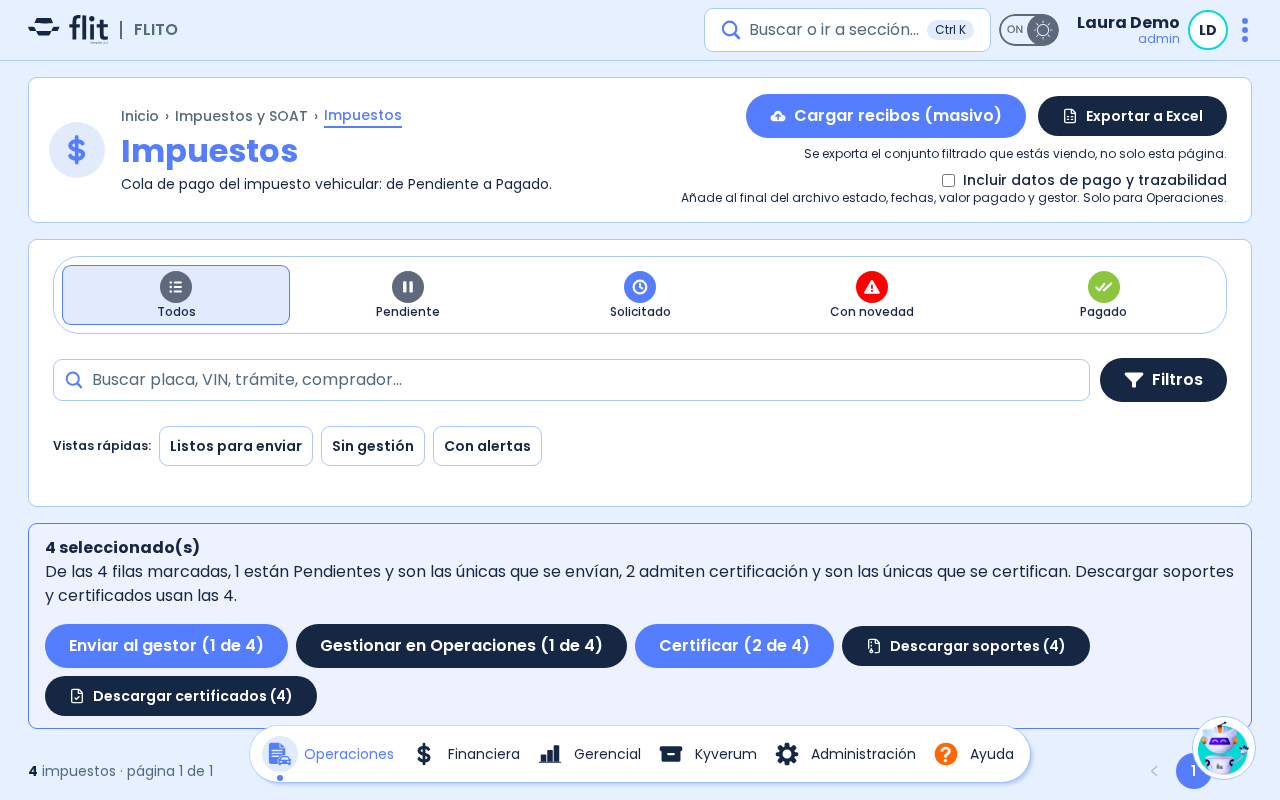 flit FLITO
Buscar o ir a sección... Ctrl K
ON
Laura Demo
admin
LD
Inicio › Impuestos y SOAT › Impuestos
Impuestos
Cola de pago del impuesto vehicular: de Pendiente a Pagado.
Cargar recibos (masivo)
Exportar a Excel
Se exporta el conjunto filtrado que estás viendo, no solo esta página.
Incluir datos de pago y trazabilidad
Añade al final del archivo estado, fechas, valor pagado y gestor. Solo para Operaciones.
Todos
Pendiente
Solicitado
Con novedad
Pagado
Buscar placa, VIN, trámite, comprador...
Filtros
Vistas rápidas:
Listos para enviar
Sin gestión
Con alertas
4 seleccionado(s)
De las 4 filas marcadas, 1 están Pendientes y son las únicas que se envían, 2 admiten certificación y son las únicas que se certifican. Descargar soportes
y certificados usan las 4.
Enviar al gestor (1 de 4)
Gestionar en Operaciones (1 de 4)
Certificar (2 de 4)
Descargar soportes (4)
Descargar certificados (4)
4 impuestos · página 1 de 1
1
Operaciones
Financiera
Gerencial
Kyverum
Administración
Ayuda